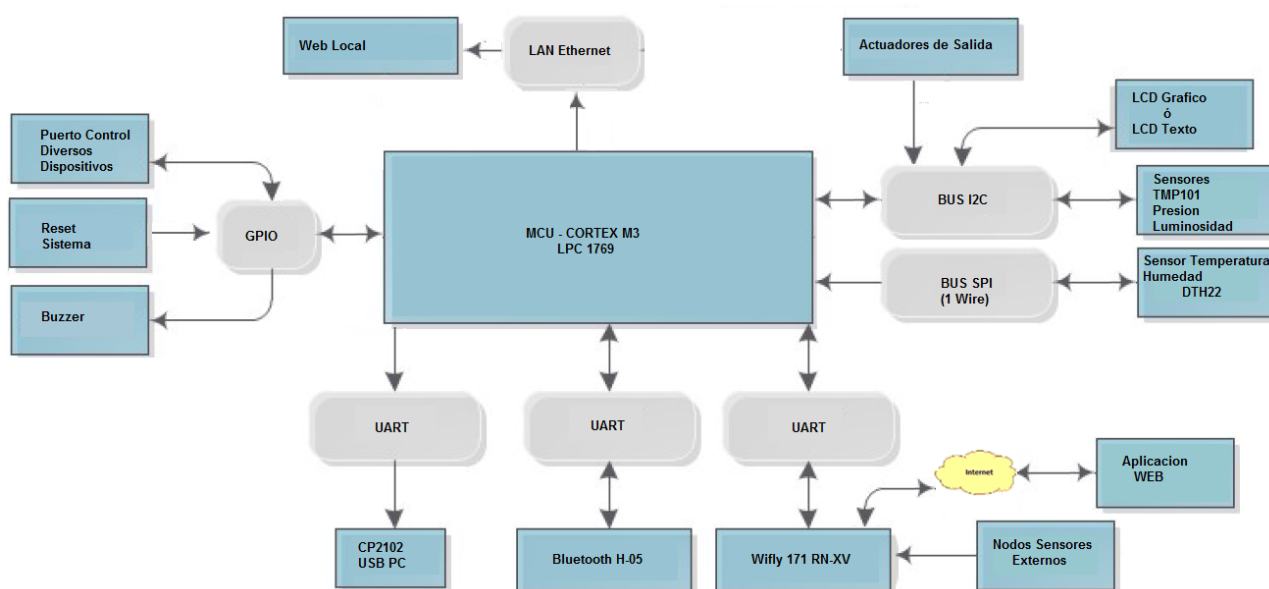 Web Local
LAN Ethernet
Actuadores de Salida
LCD Grafico
ó
LCD Texto
Puerto Control
Diversos
Dispositivos
Reset
Sistema
Buzzer
GPIO
MCU - CORTEX M3
LPC 1769
BUS I2C
Sensores
TMP101
Presion
Luminosidad
BUS SPI
(1 Wire)
Sensor Temperatura
Humedad
DTH22
UART
UART
UART
Internet
Aplicacion
WEB
CP2102
USB PC
Bluetooth H-05
Wifly 171 RN-XV
Nodos Sensores
Externos